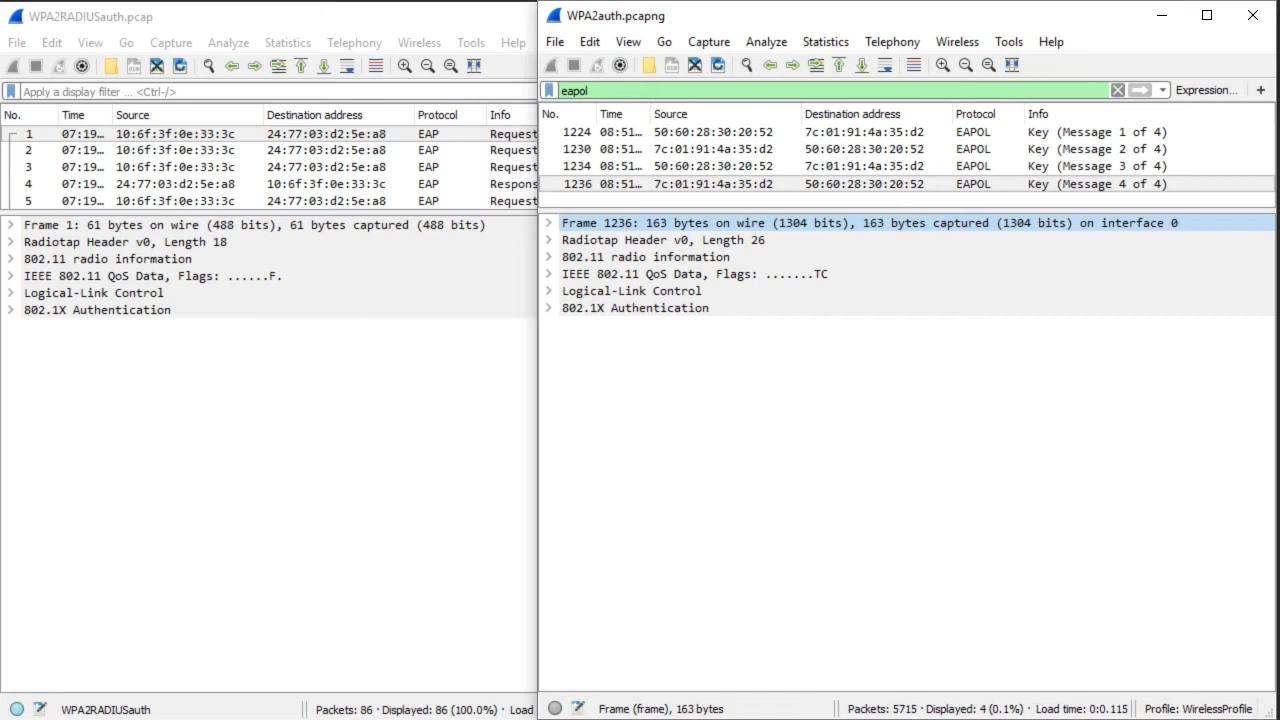 WPA2RADIUSauth.pcap
File Edit View Go Capture Analyze Statistics Telephony Wireless Tools Help
Apply a display filter ... <Ctrl-/>
No. Time Source Destination address Protocol Info
1 07:19… 10:6f:3f:0e:33:3c 24:77:03:d2:5e:a8 EAP Request
2 07:19… 10:6f:3f:0e:33:3c 24:77:03:d2:5e:a8 EAP Request
3 07:19… 10:6f:3f:0e:33:3c 24:77:03:d2:5e:a8 EAP Request
4 07:19… 24:77:03:d2:5e:a8 10:6f:3f:0e:33:3c EAP Respons
5 07:19… 10:6f:3f:0e:33:3c 24:77:03:d2:5e:a8 EAP Request
Frame 1: 61 bytes on wire (488 bits), 61 bytes captured (488 bits)
Radiotap Header v0, Length 18
802.11 radio information
IEEE 802.11 QoS Data, Flags: ......F.
Logical-Link Control
802.1X Authentication
WPA2RADIUSauth
Packets: 86 · Displayed: 86 (100.0%) · Load
WPA2auth.pcapng
File Edit View Go Capture Analyze Statistics Telephony Wireless Tools Help
eapol
Expression… +
No. Time Source Destination address Protocol Info
1224 08:51… 50:60:28:30:20:52 7c:01:91:4a:35:d2 EAPOL Key (Message 1 of 4)
1230 08:51… 7c:01:91:4a:35:d2 50:60:28:30:20:52 EAPOL Key (Message 2 of 4)
1234 08:51… 50:60:28:30:20:52 7c:01:91:4a:35:d2 EAPOL Key (Message 3 of 4)
1236 08:51… 7c:01:91:4a:35:d2 50:60:28:30:20:52 EAPOL Key (Message 4 of 4)
Frame 1236: 163 bytes on wire (1304 bits), 163 bytes captured (1304 bits) on interface 0
Radiotap Header v0, Length 26
802.11 radio information
IEEE 802.11 QoS Data, Flags: .......TC
Logical-Link Control
802.1X Authentication
Frame (frame), 163 bytes
Packets: 5715 · Displayed: 4 (0.1%) · Load time: 0:0.115
Profile: WirelessProfile